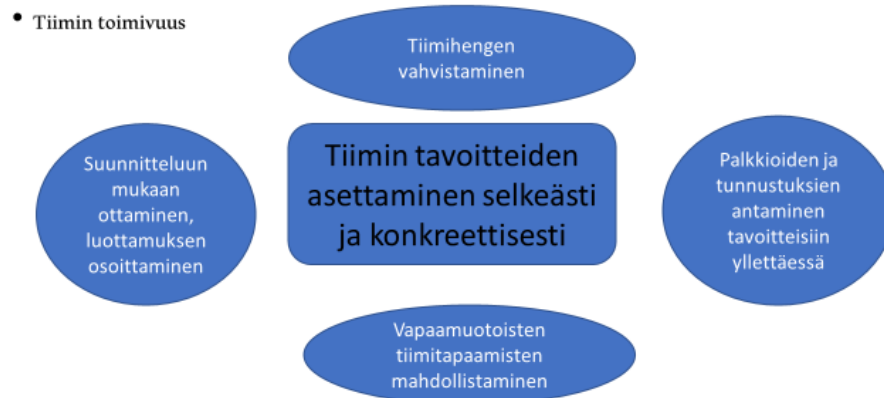 • Tiimin toimivuus
Tiimihengen
vahvistaminen
Suunnitteluun
mukaan
ottaminen,
luottamuksen
osoittaminen
Tiimin tavoitteiden
asettaminen selkeästi
ja konkreettisesti
Palkkioiden ja
tunnustuksien
antaminen
tavoitteisiin
yllettäessä
Vapaamuotoisten
tiimitapaamisten
mahdollistaminen